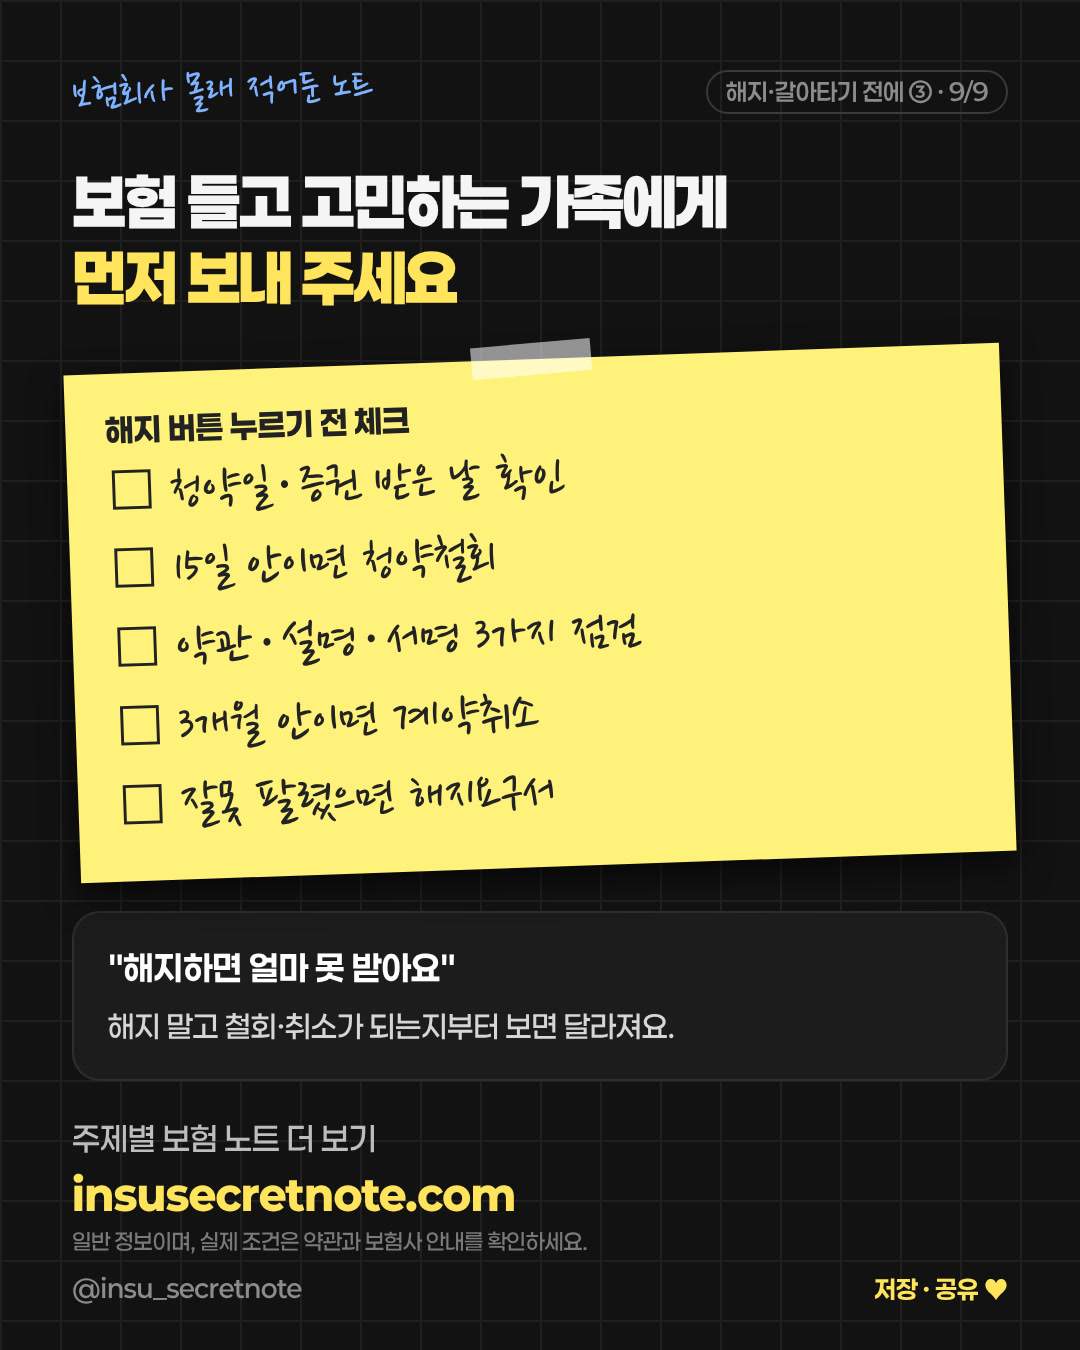 보험회사 몰래 적어둔 노트
해지·갈아타기 전에 ③ · 9/9
보험 들고 고민하는 가족에게
먼저 보내 주세요
해지 버튼 누르기 전 체크
청약일·증권 받은 날 확인
15일 안이면 청약철회
약관·설명·서명 3가지 점검
3개월 안이면 계약취소
잘못 팔렸으면 해지요구서
"해지하면 얼마 못 받아요"
해지 말고 철회·취소가 되는지부터 보면 달라져요.
주제별 보험 노트 더 보기
insusecretnote.com
일반 정보이며, 실제 조건은 약관과 보험사 안내를 확인하세요.
@insu_secretnote
저장 · 공유 ♥